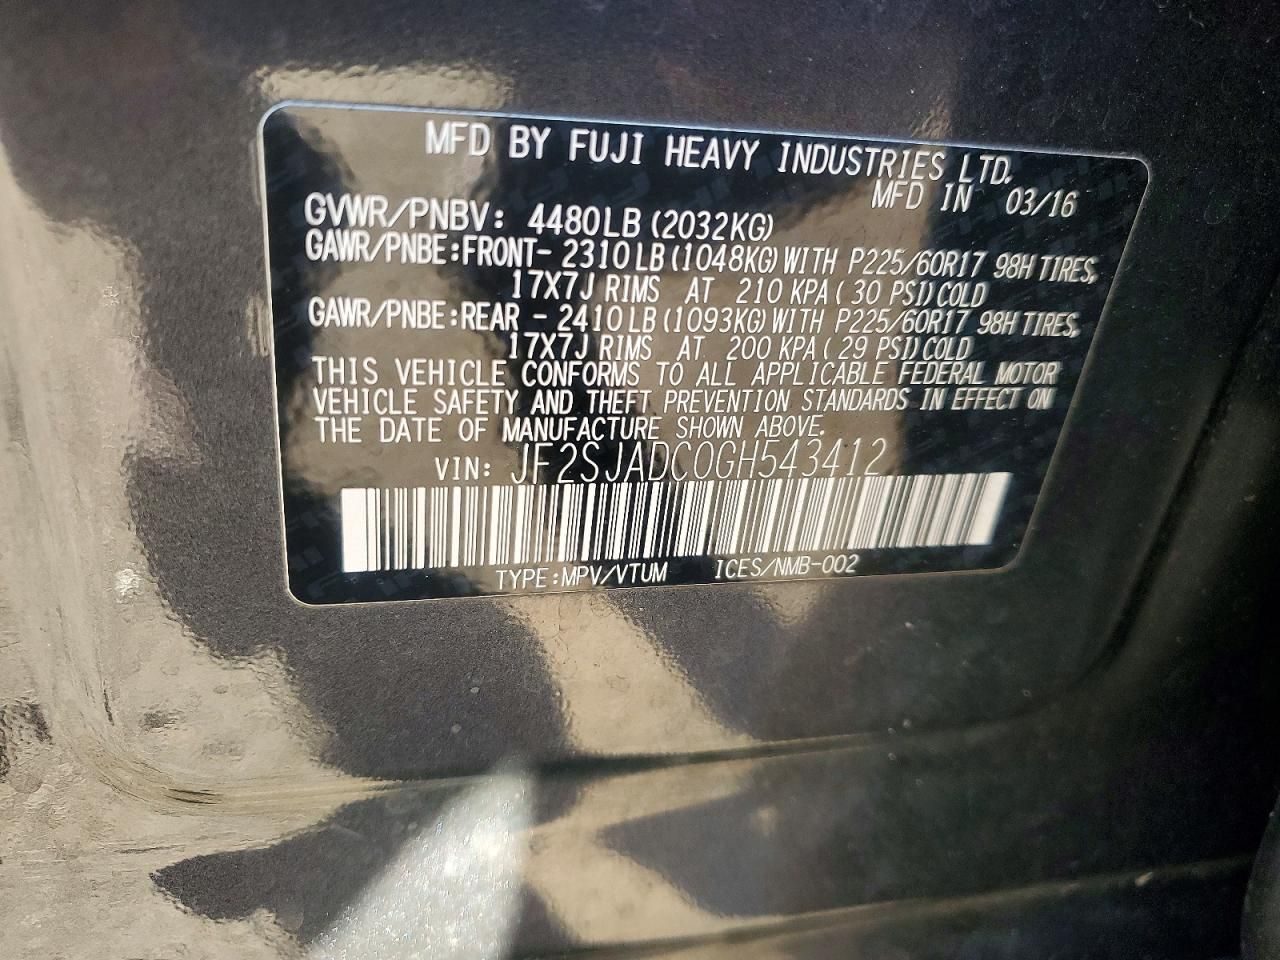 MFD BY FUJI HEAVY INDUSTRIES LTD.
MFD IN 03/16
GVWR/PNBV: 4480LB (2032KG)
GAWR/PNBE:FRONT- 2310LB (1048KG) WITH P225/60R17 98H TIRES,
17X7J RIMS AT 210 KPA ( 30 PSI) COLD
GAWR/PNBE:REAR - 2410LB (1093KG) WITH P225/60R17 98H TIRES,
17X7J RIMS AT 200 KPA ( 29 PSI) COLD
THIS VEHICLE CONFORMS TO ALL APPLICABLE FEDERAL MOTOR
VEHICLE SAFETY AND THEFT PREVENTION STANDARDS IN EFFECT ON
THE DATE OF MANUFACTURE SHOWN ABOVE.
VIN: JF2SJADC0GH543412
TYPE:MPV/VTUM ICES/NMB-002